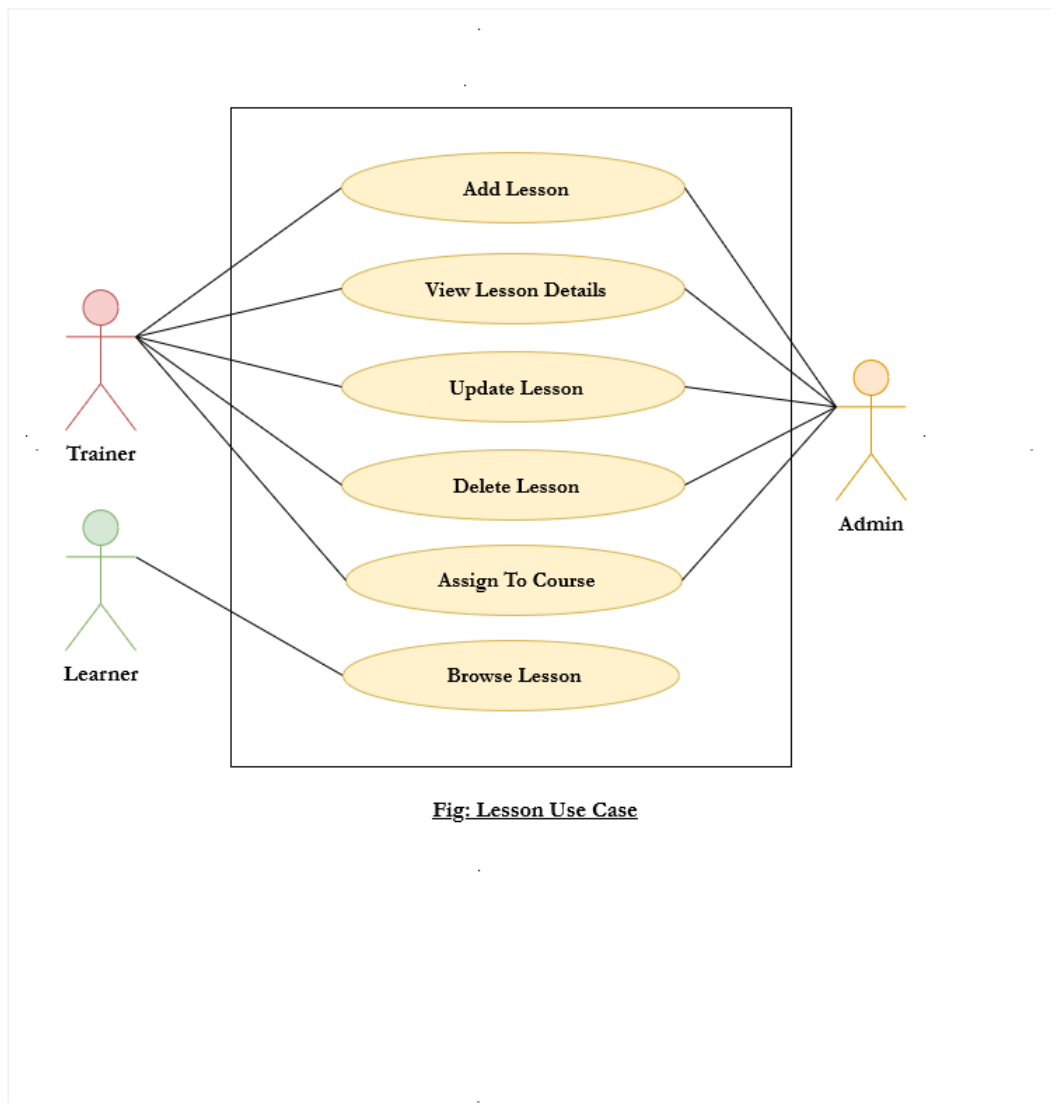 Add Lesson
View Lesson Details
Update Lesson
Trainer
Delete Lesson
Admin
Assign To Course
Learner
Browse Lesson
Fig: Lesson Use Case